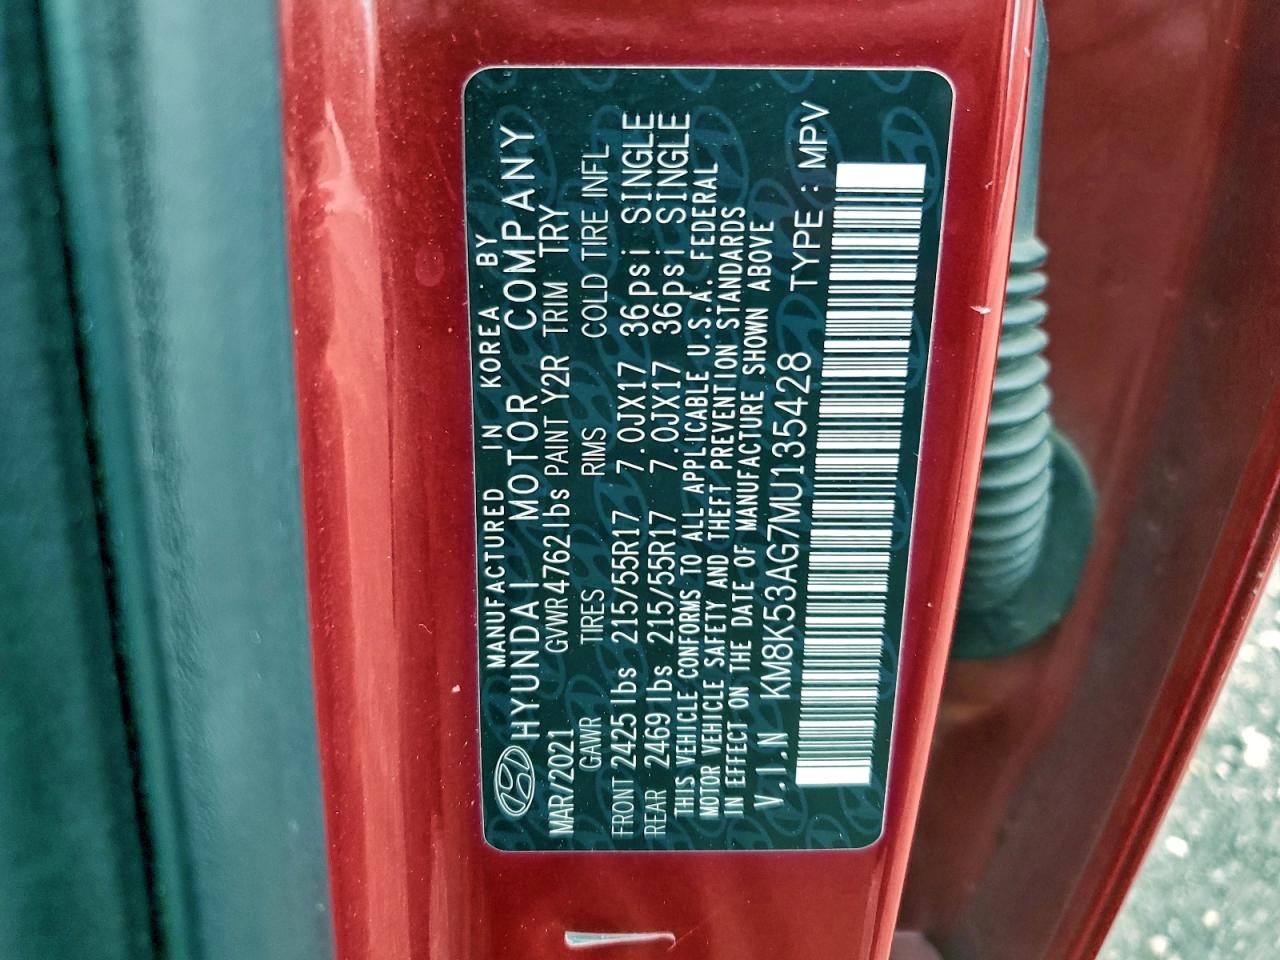 MANUFACTURED IN KOREA BY
HYUNDAI MOTOR COMPANY
MAR/2021 GVWR 4762lbs PAINT Y2R TRIM TRY
GAWR TIRES RIMS COLD TIRE INFL
FRONT 2425lbs 215/55R17 7.0JX17 36psi SINGLE
REAR 2469lbs 215/55R17 7.0JX17 36psi SINGLE
THIS VEHICLE CONFORMS TO ALL APPLICABLE U.S.A. FEDERAL
MOTOR VEHICLE SAFETY AND THEFT PREVENTION STANDARDS
IN EFFECT ON THE DATE OF MANUFACTURE SHOWN ABOVE
V.I.N KM8K53AG7MU135428 TYPE : MPV